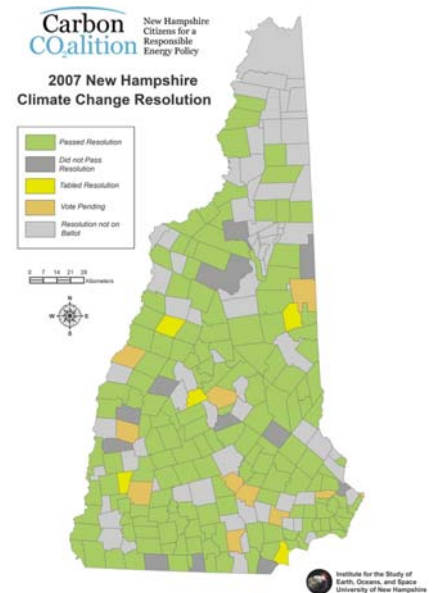 Carbon
CO2alition
New Hampshire
Citizens for a
Responsible
Energy Policy
2007 New Hampshire
Climate Change Resolution
Passed Resolution
Did not Pass
Resolution
Tabled Resolution
Vote Pending
Resolution not on
Ballot
0 7 14 21 28
Kilometers
N
W E
S
Institute for the Study of
Earth, Oceans, and Space
University of New Hampshire